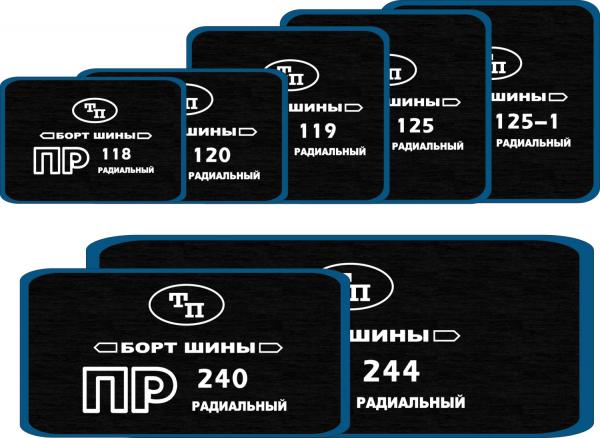 ТП
БОРТ ШИНЫ
ПР 118
РАДИАЛЬНЫЙ
ТП
ШИНЫ
120
РАДИАЛЬНЫЙ
ТП
ШИНЫ
119
РАДИАЛЬНЫЙ
ШИНЫ
125
РАДИАЛЬНЫЙ
ШИНЫ
125-1
РАДИАЛЬНЫЙ
ТП
БОРТ ШИНЫ
ПР 240
РАДИАЛЬНЫЙ
ТП
ШИНЫ
244
РАДИАЛЬНЫЙ